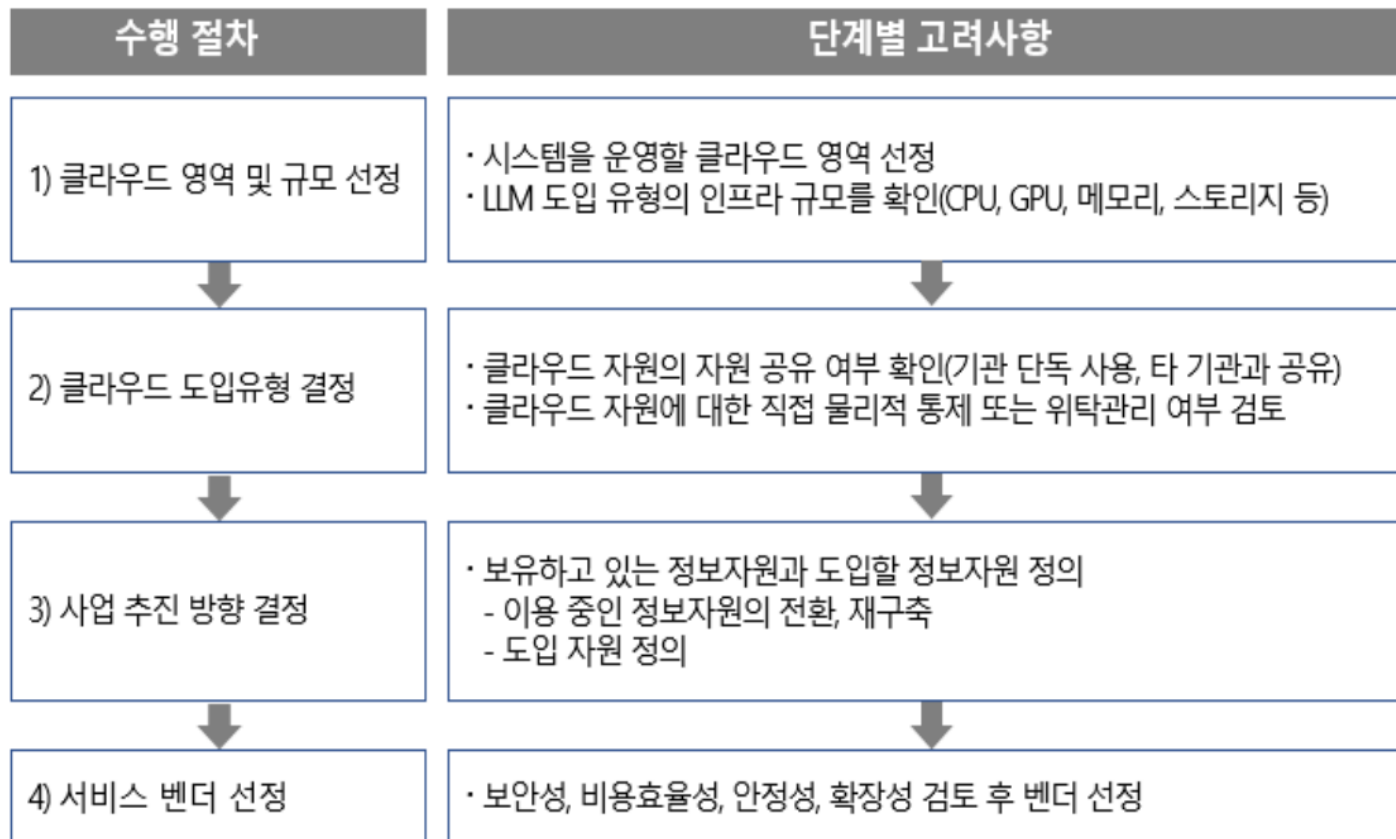 수행 절차
단계별 고려사항
1) 클라우드 영역 및 규모 선정
· 시스템을 운영할 클라우드 영역 선정
· LLM 도입 유형의 인프라 규모를 확인(CPU, GPU, 메모리, 스토리지 등)
2) 클라우드 도입유형 결정
· 클라우드 자원의 자원 공유 여부 확인(기관 단독 사용, 타 기관과 공유)
· 클라우드 자원에 대한 직접 물리적 통제 또는 위탁관리 여부 검토
3) 사업 추진 방향 결정
· 보유하고 있는 정보자원과 도입할 정보자원 정의
- 이용 중인 정보자원의 전환, 재구축
- 도입 자원 정의
4) 서비스 벤더 선정
· 보안성, 비용효율성, 안정성, 확장성 검토 후 벤더 선정